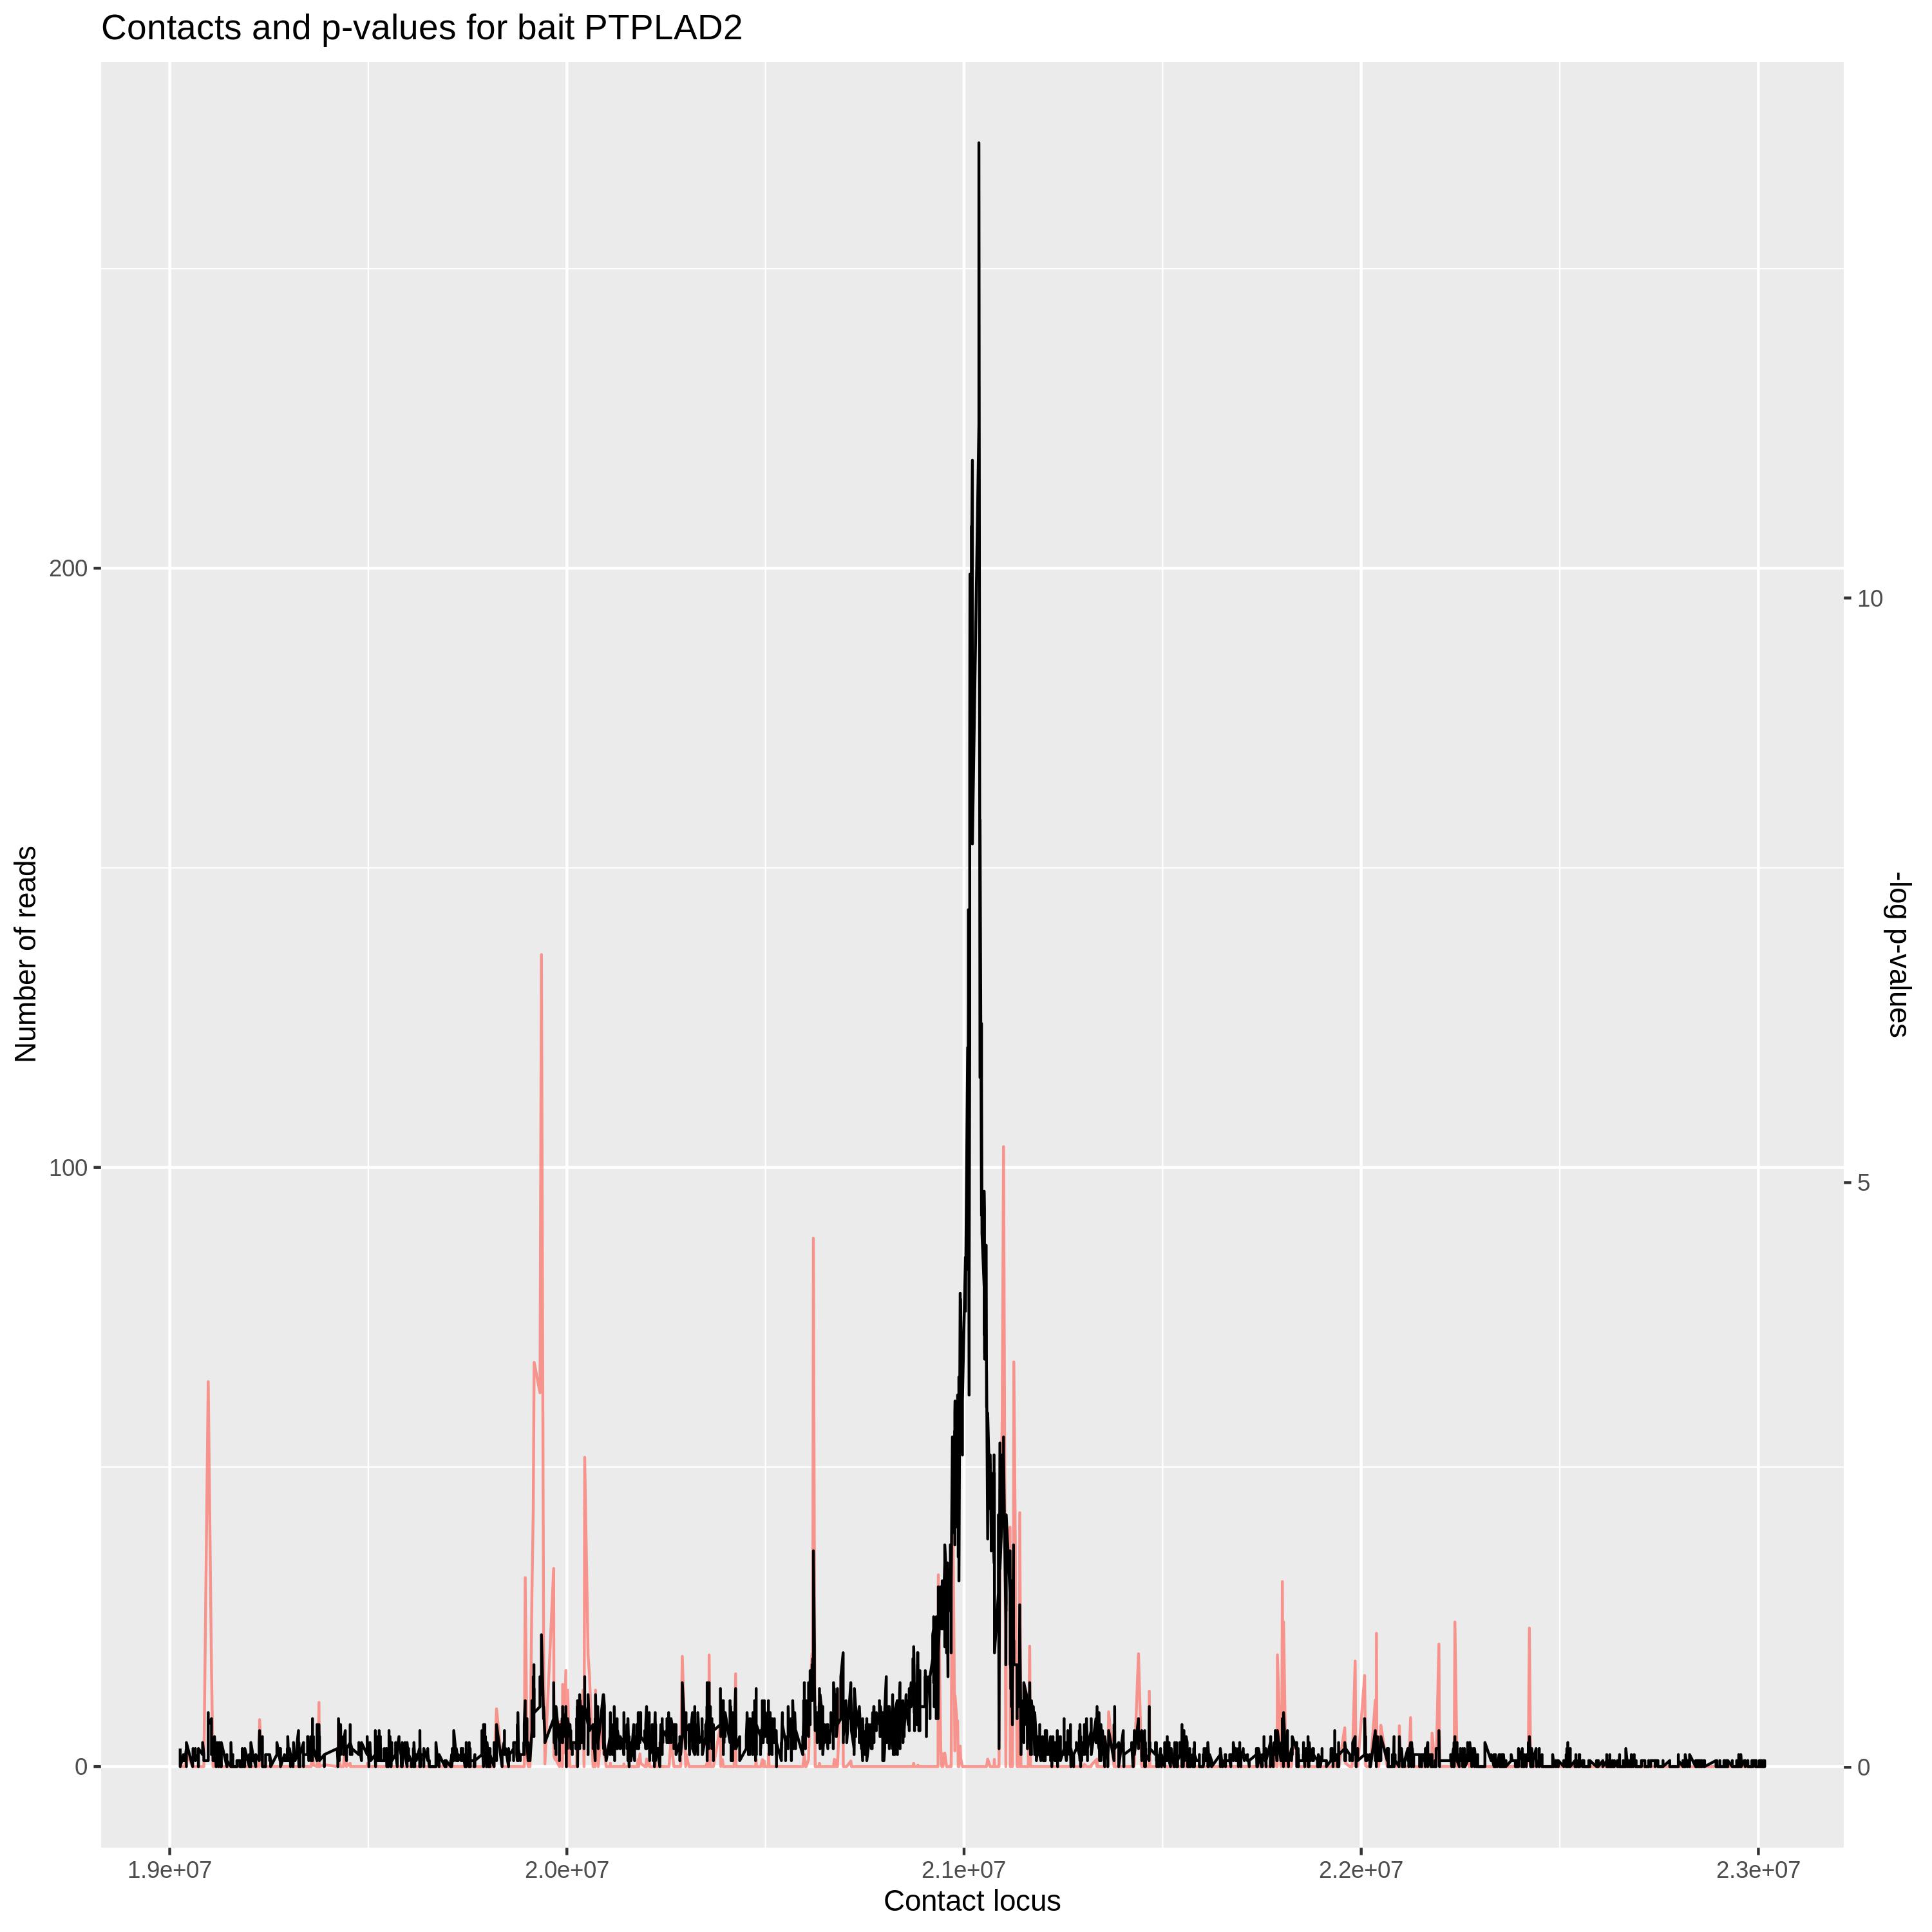 Contacts and p-values for bait PTPLAD2
Number of reads
200
100
0
10
5
0
-log p-values
1.9e+07 2.0e+07 2.1e+07 2.2e+07 2.3e+07
Contact locus